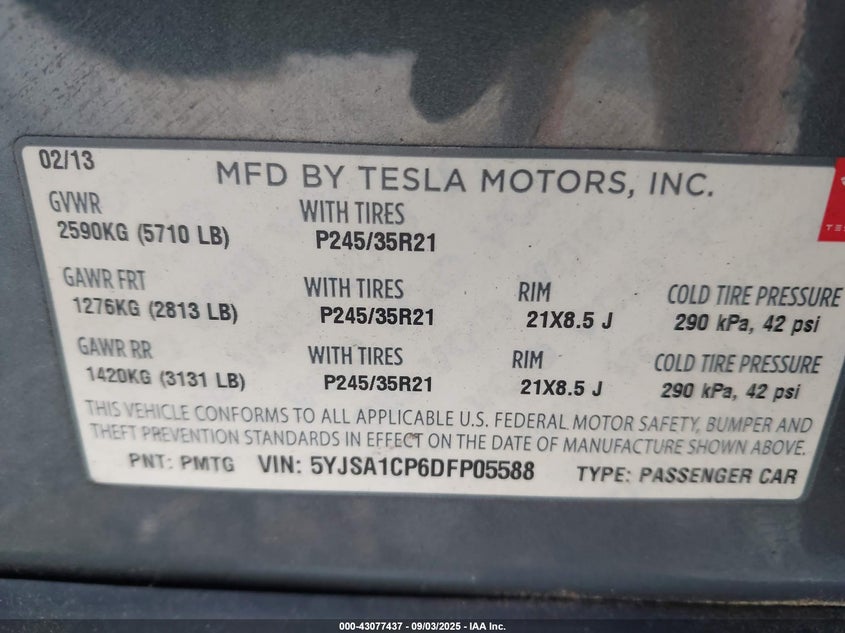 02/13
MFD BY TESLA MOTORS, INC.
GVWR WITH TIRES
2590KG (5710 LB) P245/35R21
GAWR FRT WITH TIRES RIM COLD TIRE PRESSURE
1276KG (2813 LB) P245/35R21 21X8.5 J 290 kPa, 42 psi
GAWR RR WITH TIRES RIM COLD TIRE PRESSURE
1420KG (3131 LB) P245/35R21 21X8.5 J 290 kPa, 42 psi
THIS VEHICLE CONFORMS TO ALL APPLICABLE U.S. FEDERAL MOTOR SAFETY, BUMPER AND
THEFT PREVENTION STANDARDS IN EFFECT ON THE DATE OF MANUFACTURE SHOWN ABOVE.
PNT: PMTG VIN: 5YJSA1CP6DFP05588 TYPE: PASSENGER CAR
000-43077437 - 09/03/2025 - IAA Inc.